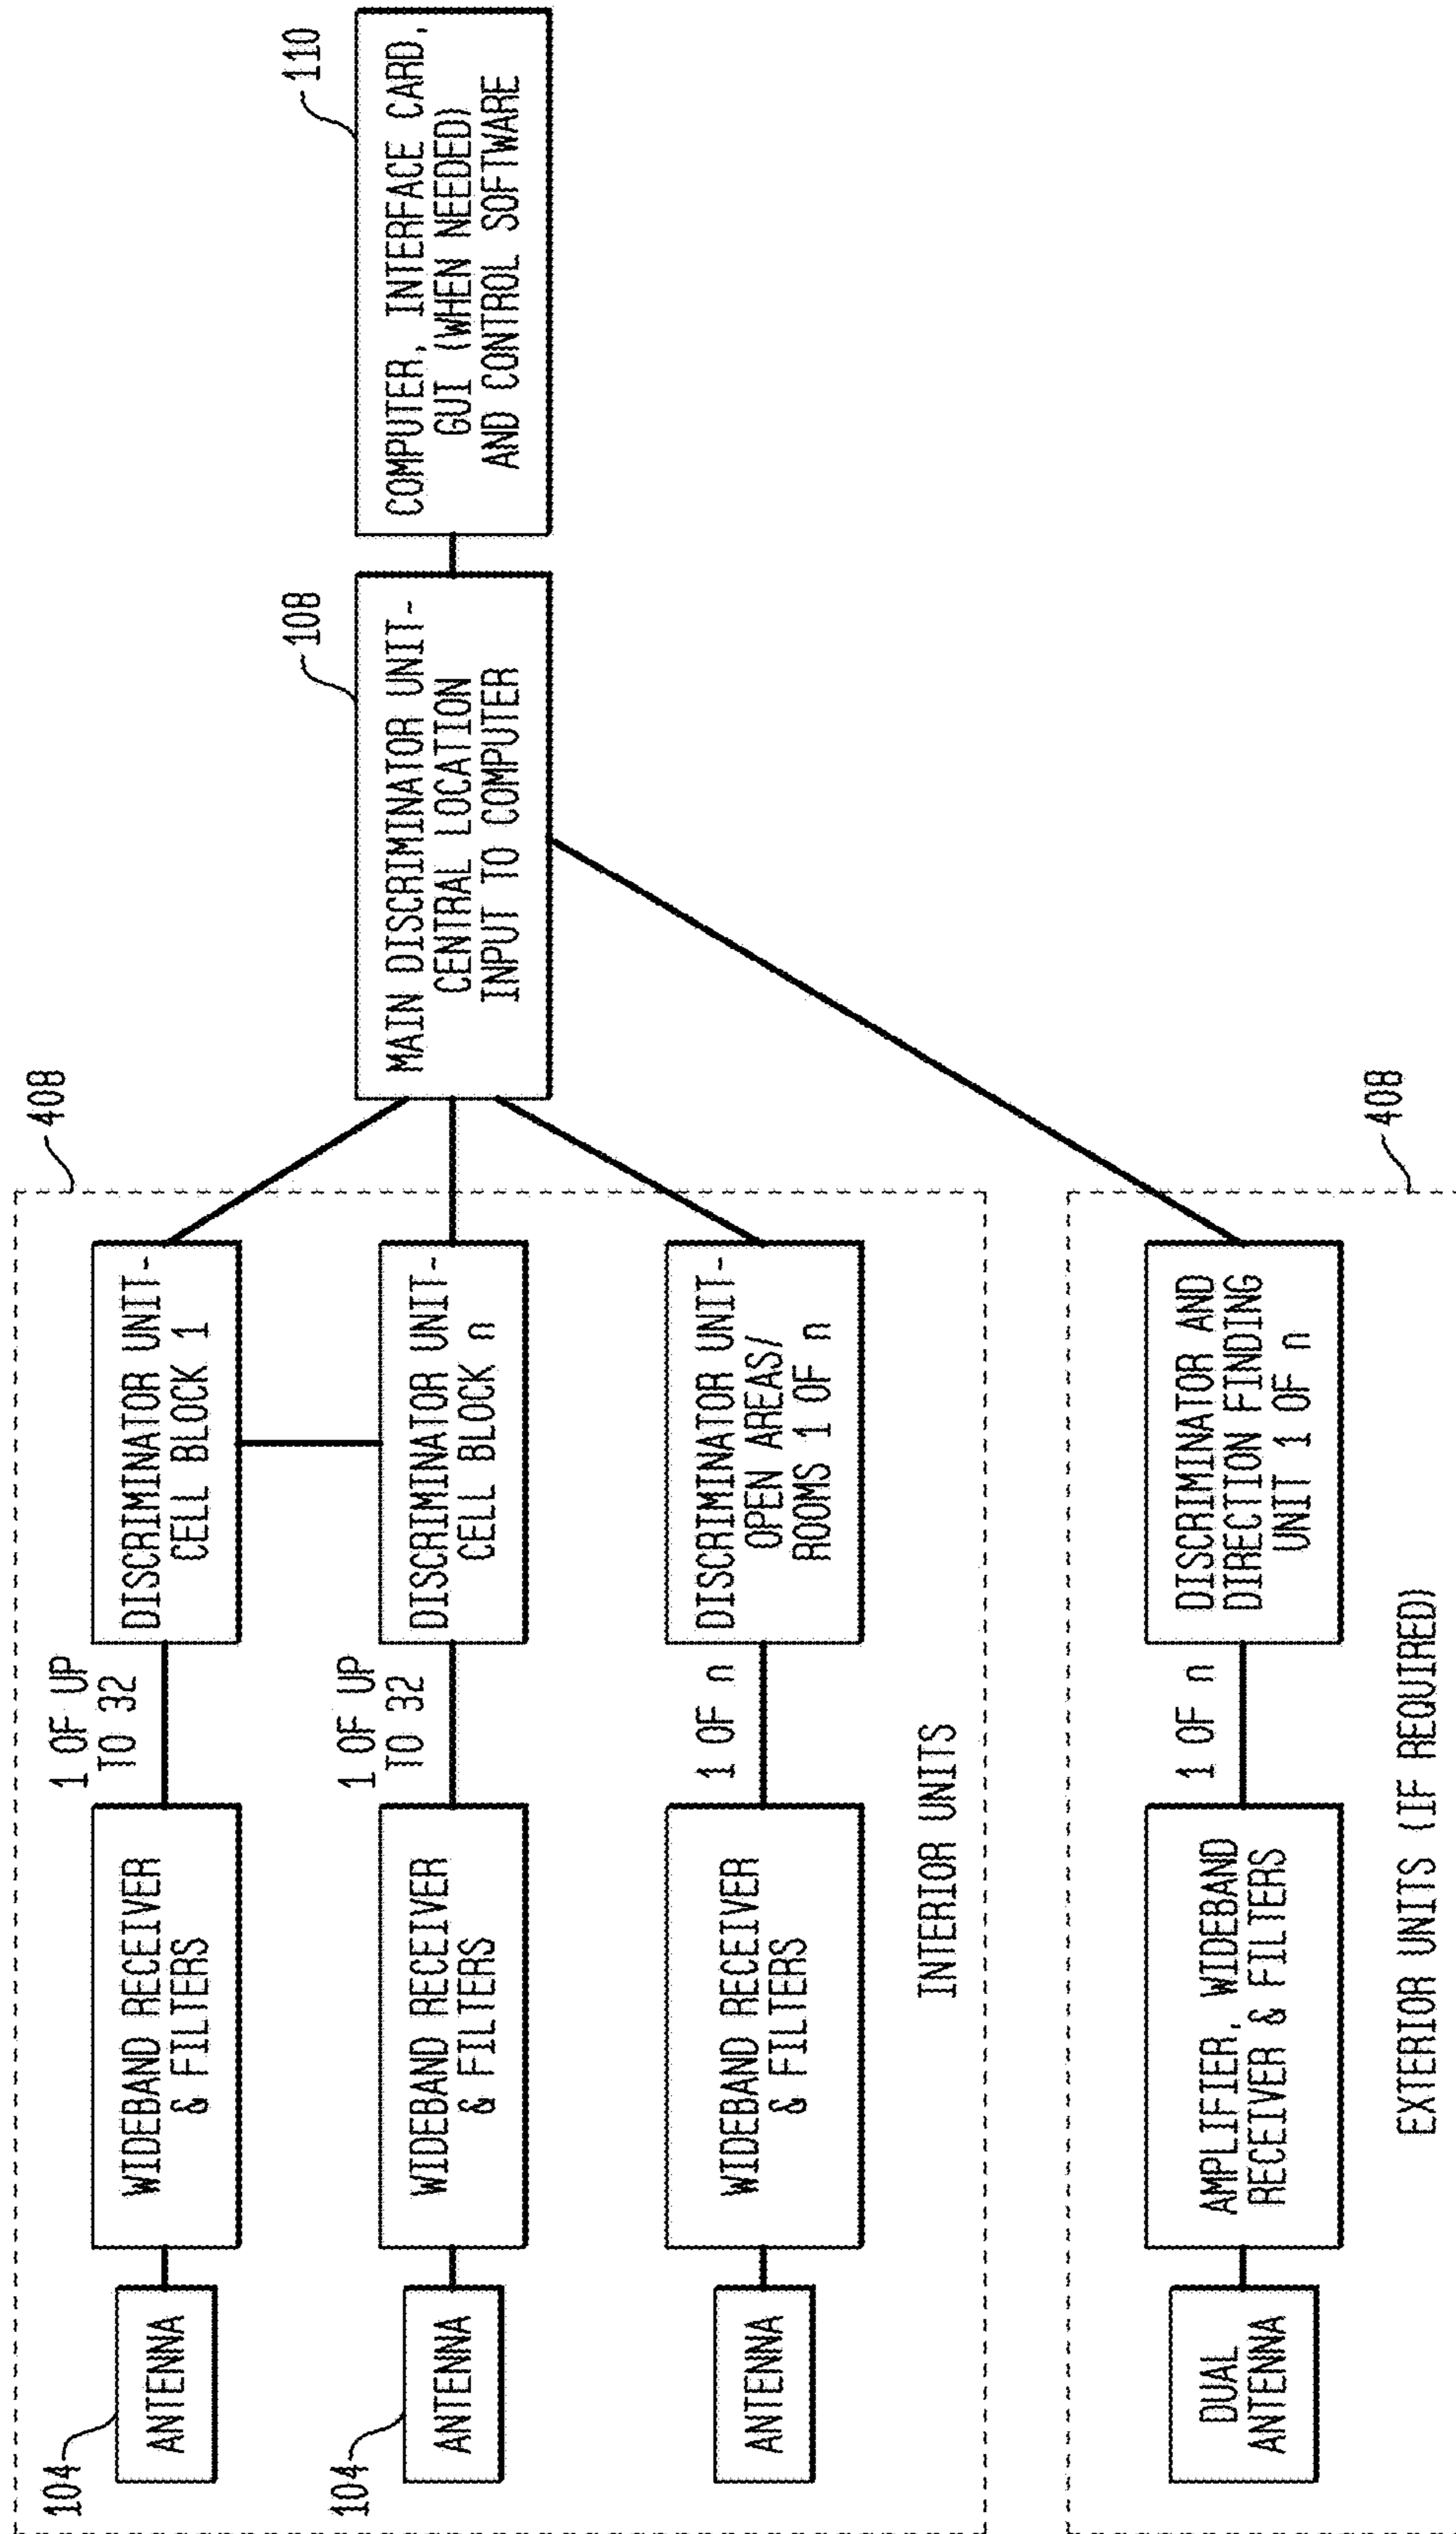 408
104
ANTENNA
WIDEBAND RECEIVER
& FILTERS
1 OF UP
TO 32
DISCRIMINATOR UNIT-
CELL BLOCK 1
104
ANTENNA
WIDEBAND RECEIVER
& FILTERS
1 OF UP
TO 32
DISCRIMINATOR UNIT-
CELL BLOCK n
ANTENNA
WIDEBAND RECEIVER
& FILTERS
1 OF n
DISCRIMINATOR UNIT-
OPEN AREAS/
ROOMS 1 OF n
INTERIOR UNITS
108
MAIN DISCRIMINATOR UNIT-
CENTRAL LOCATION
INPUT TO COMPUTER
110
COMPUTER, INTERFACE CARD,
GUI (WHEN NEEDED)
AND CONTROL SOFTWARE
408
DUAL
ANTENNA
AMPLIFIER, WIDEBAND
RECEIVER & FILTERS
1 OF n
DISCRIMINATOR AND
DIRECTION FINDING
UNIT 1 OF n
EXTERIOR UNITS (IF REQUIRED)